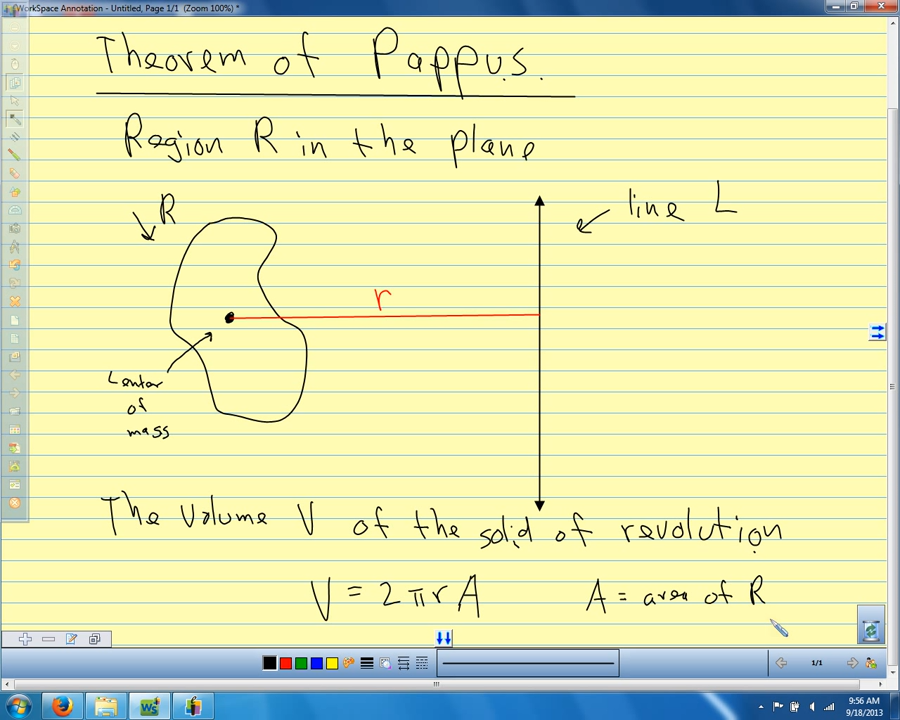 WorkSpace Annotation - Untitled, Page 1/1 (Zoom 100%) *
Theorem of Pappus.
Region R in the plane
R
line L
r
Center
of
mass
The volume V of the solid of revolution
V = 2πrA
A = area of R
1/1
9:56 AM
9/18/2013